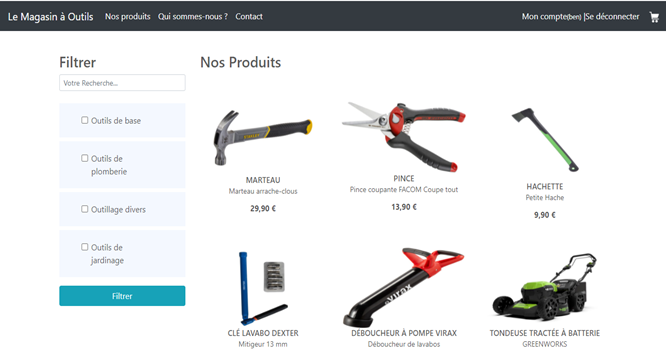 Le Magasin à Outils Nos produits Qui sommes-nous ? Contact Mon compte(ben) |Se déconnecter
Filtrer
Votre Recherche...
Outils de base
Outils de
plomberie
Outillage divers
Outils de
jardinage
Filtrer
Nos Produits
MARTEAU
Marteau arrache-clous
29,90 €
PINCE
Pince coupante FACOM Coupe tout
13,90 €
HACHETTE
Petite Hache
9,90 €
CLÉ LAVABO DEXTER
Mitigeur 13 mm
virax
DÉBOUCHEUR À POMPE VIRAX
Déboucheur de lavabos
TONDEUSE TRACTÉE À BATTERIE
GREENWORKS